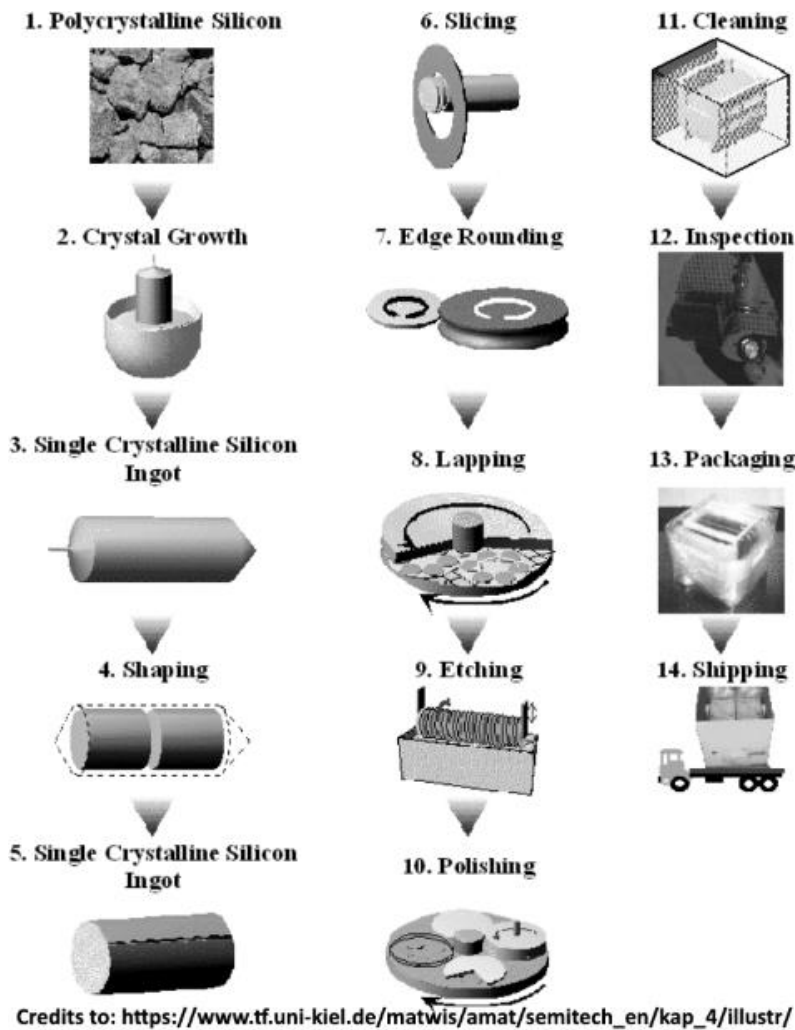 1. Polycrystalline Silicon
2. Crystal Growth
3. Single Crystalline Silicon
Ingot
4. Shaping
5. Single Crystalline Silicon
Ingot
6. Slicing
7. Edge Rounding
8. Lapping
9. Etching
10. Polishing
11. Cleaning
12. Inspection
13. Packaging
14. Shipping
Credits to: https://www.tf.uni-kiel.de/matwis/amat/semitech_en/kap_4/illustr/